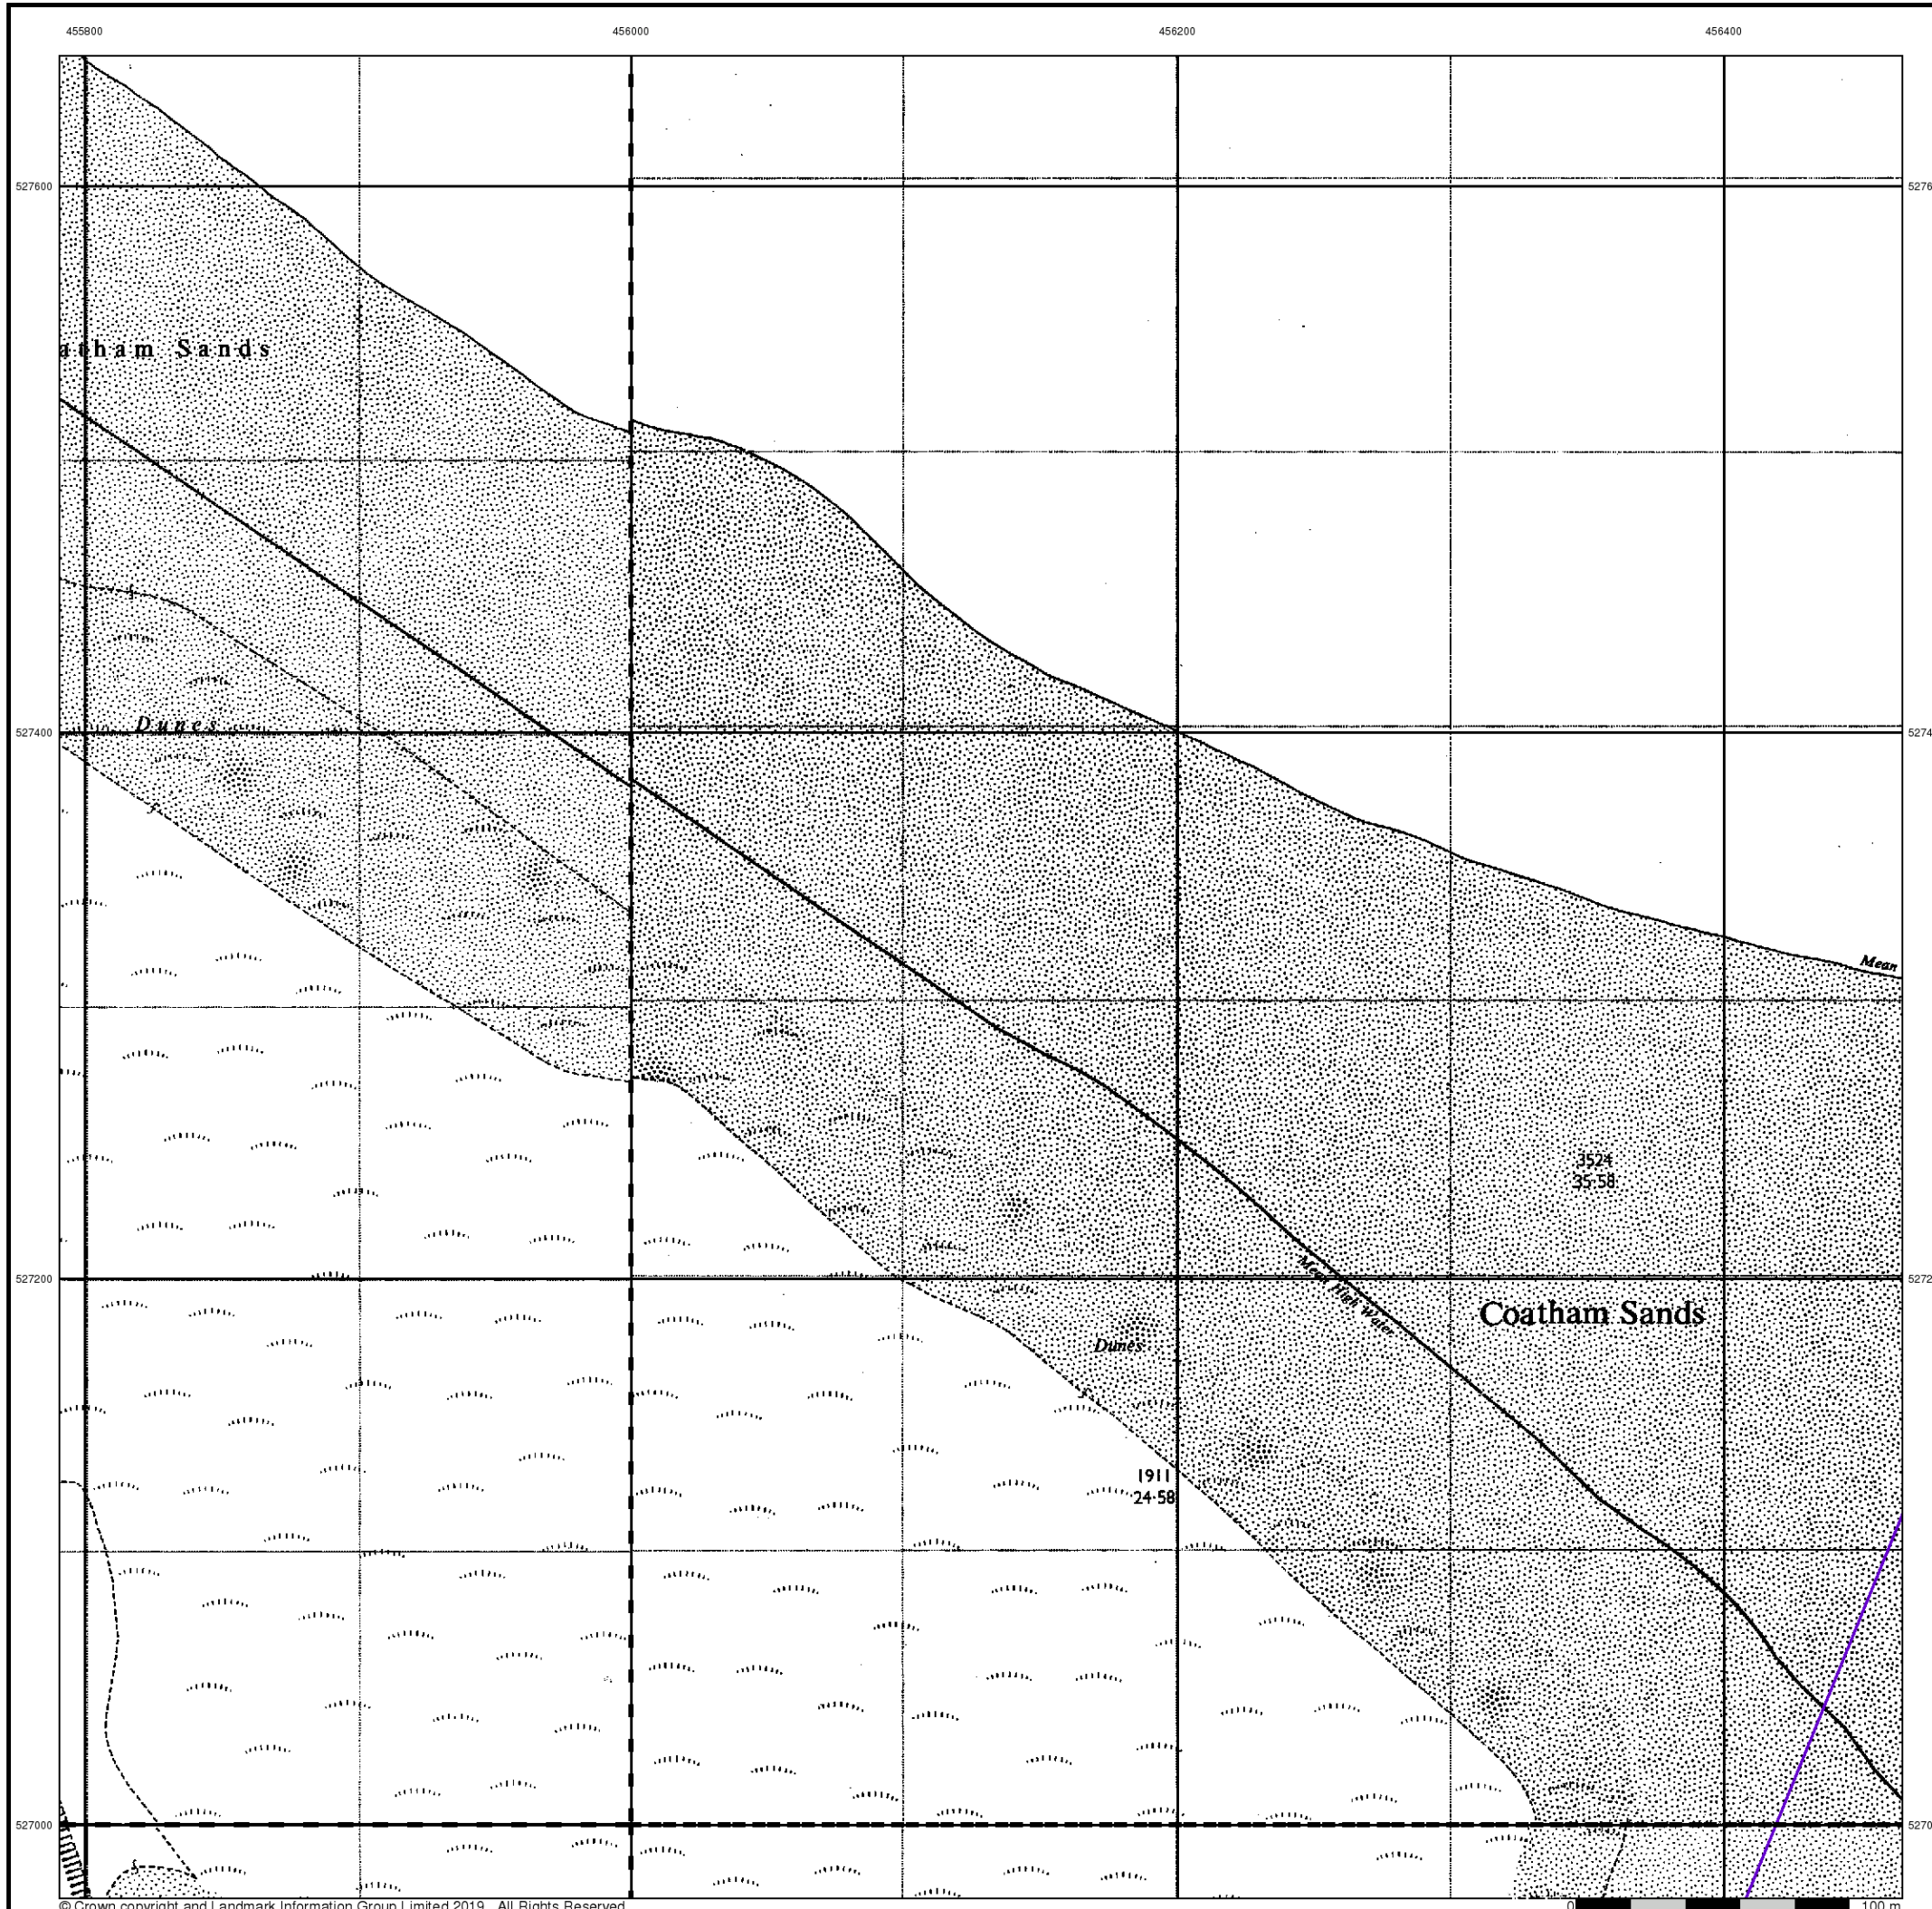 455800 456000 456200 456400
527600 5276
atham Sands
Dunes
527400 5274
Mean
3524
35·58
527200 5272
Mean High Water
Coatham Sands
Dunes
1911
24·58
527000 5270
© Crown copyright and Landmark Information Group Limited 2019. All Rights Reserved.
0 100 m